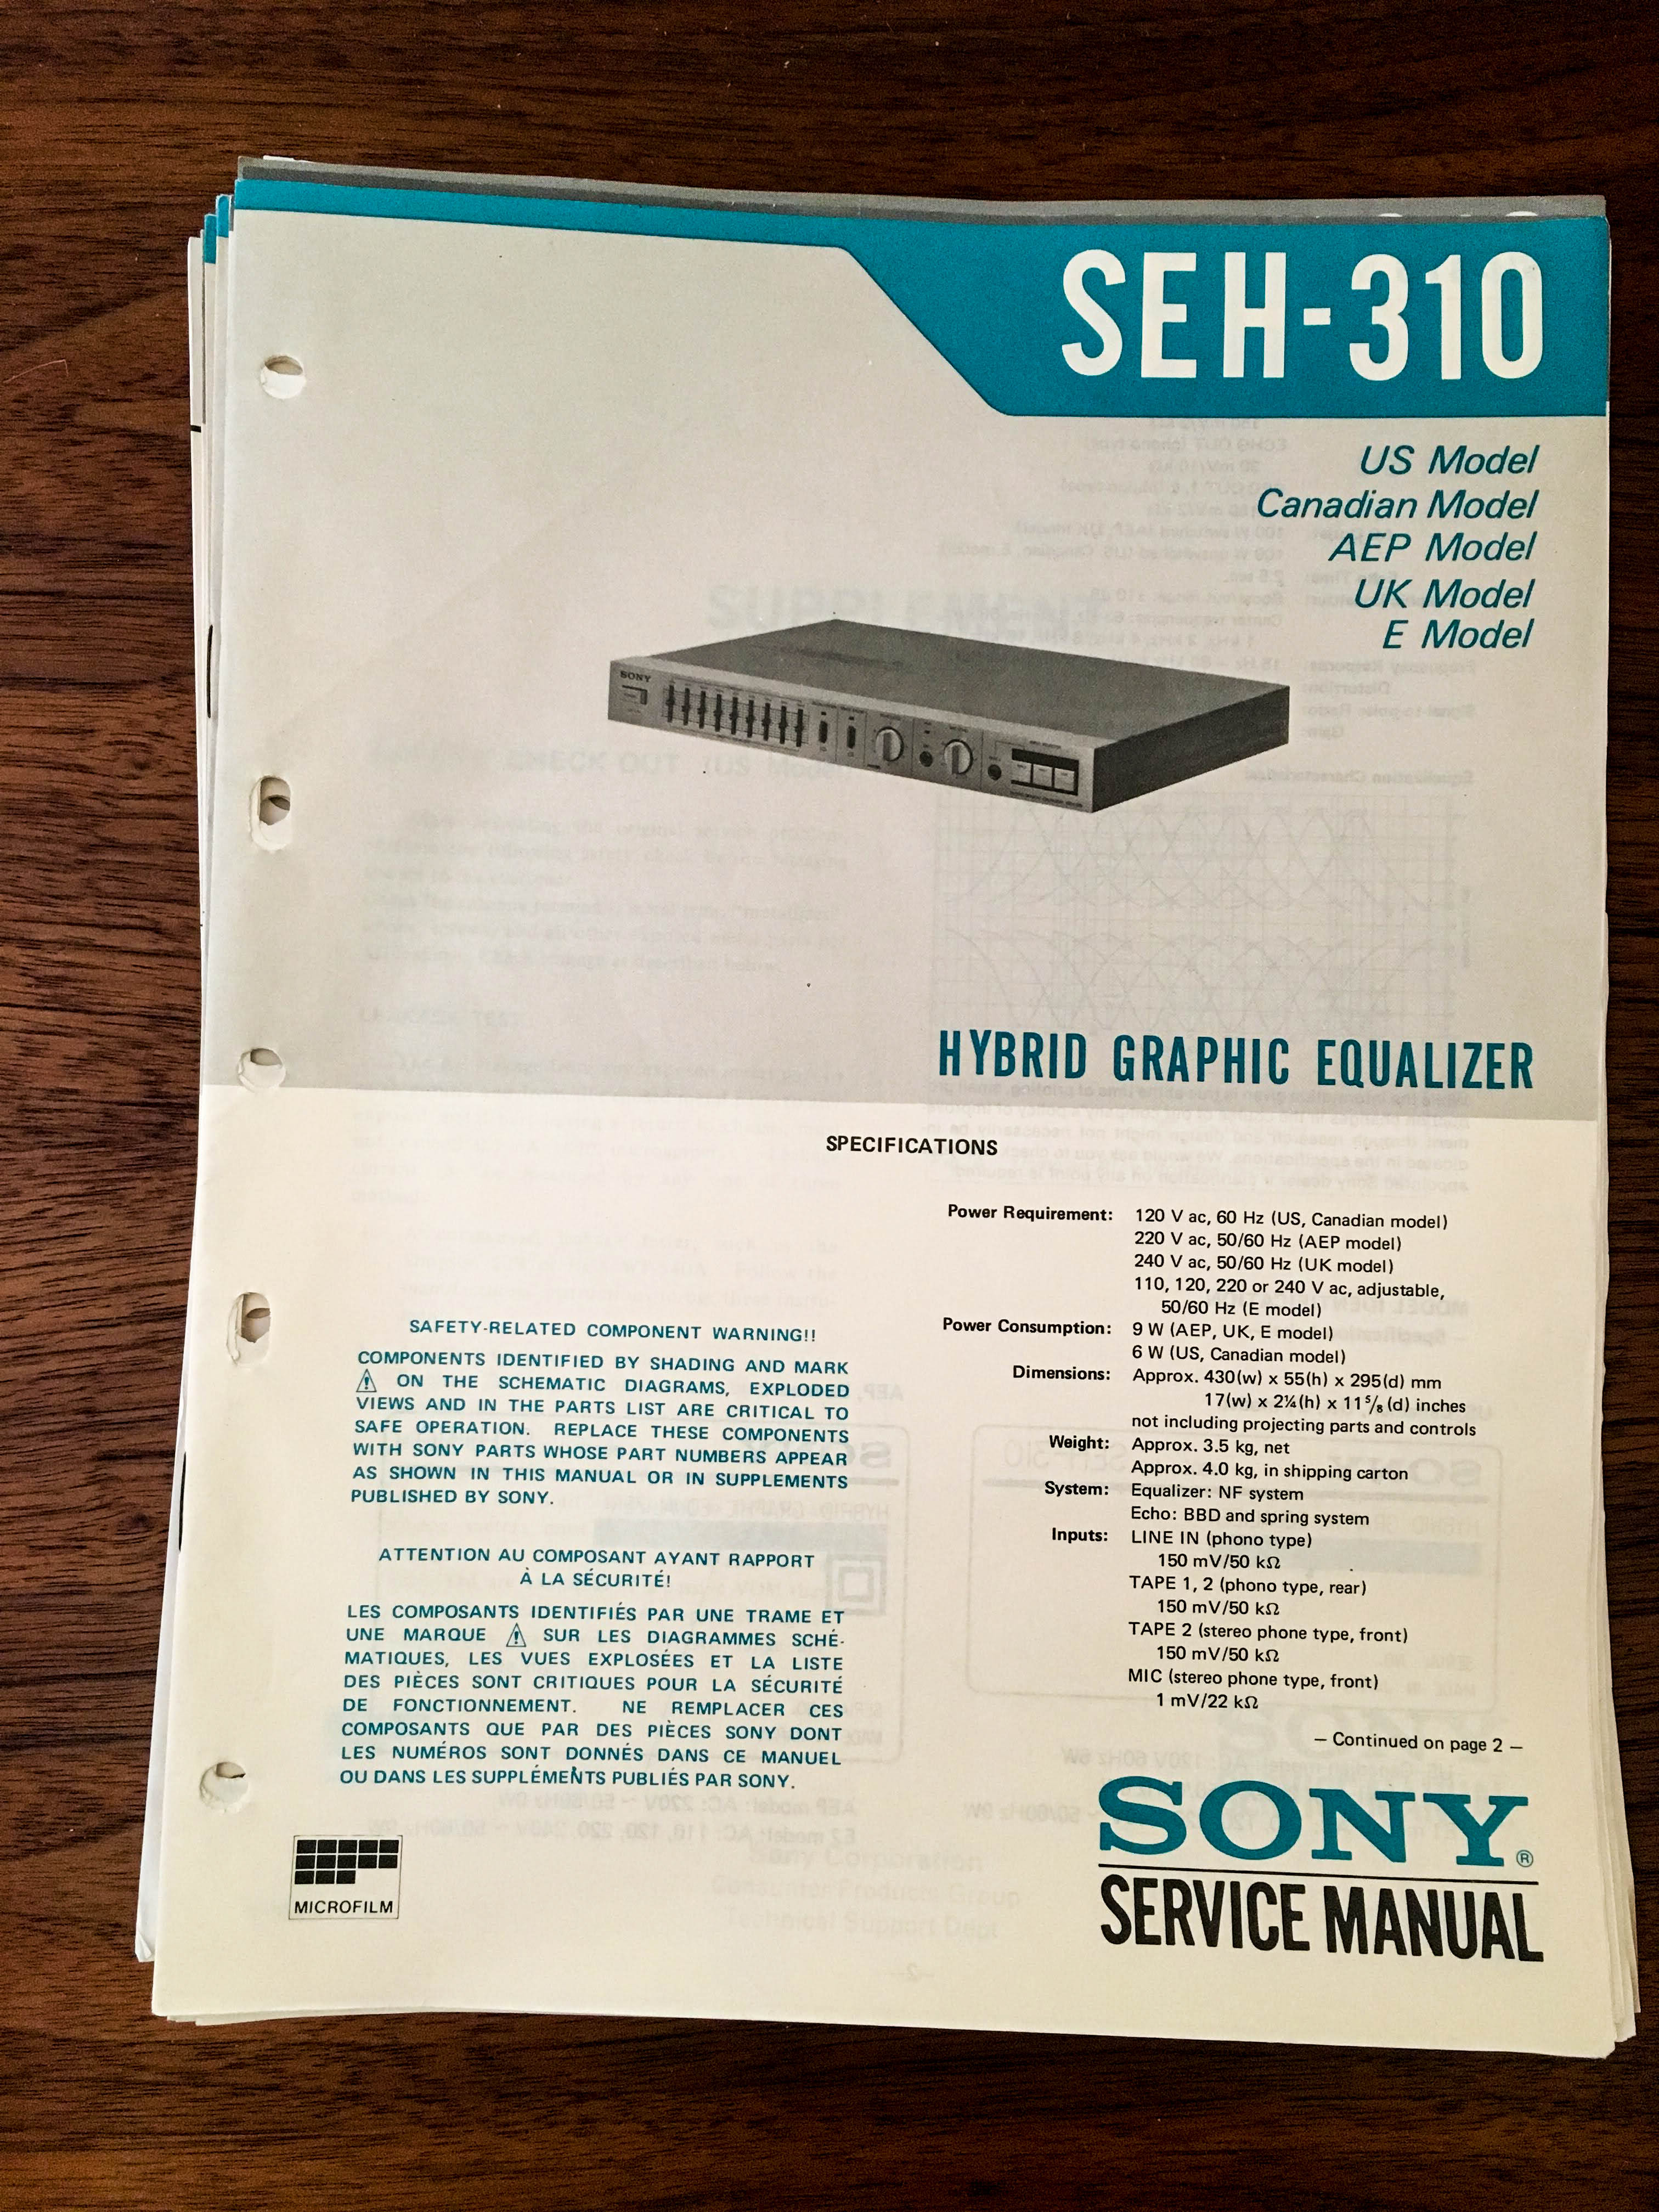 SEH-310
US Model
Canadian Model
AEP Model
UK Model
E Model
SONY
HYBRID GRAPHIC EQUALIZER
SPECIFICATIONS
Power Requirement: 120 V ac, 60 Hz (US, Canadian model)
220 V ac, 50/60 Hz (AEP model)
240 V ac, 50/60 Hz (UK model)
110, 120, 220 or 240 V ac, adjustable,
50/60 Hz (E model)
Power Consumption: 9 W (AEP, UK, E model)
6 W (US, Canadian model)
Dimensions: Approx. 430(w) x 55(h) x 295(d) mm
17(w) x 2¼(h) x 11 5/8 (d) inches
not including projecting parts and controls
Weight: Approx. 3.5 kg, net
Approx. 4.0 kg, in shipping carton
System: Equalizer: NF system
Echo: BBD and spring system
Inputs: LINE IN (phono type)
150 mV/50 kΩ
TAPE 1, 2 (phono type, rear)
150 mV/50 kΩ
TAPE 2 (stereo phone type, front)
150 mV/50 kΩ
MIC (stereo phone type, front)
1 mV/22 kΩ
— Continued on page 2 —
SAFETY-RELATED COMPONENT WARNING!!
COMPONENTS IDENTIFIED BY SHADING AND MARK
⚠ ON THE SCHEMATIC DIAGRAMS, EXPLODED
VIEWS AND IN THE PARTS LIST ARE CRITICAL TO
SAFE OPERATION. REPLACE THESE COMPONENTS
WITH SONY PARTS WHOSE PART NUMBERS APPEAR
AS SHOWN IN THIS MANUAL OR IN SUPPLEMENTS
PUBLISHED BY SONY.
ATTENTION AU COMPOSANT AYANT RAPPORT
À LA SÉCURITÉ!
LES COMPOSANTS IDENTIFIÉS PAR UNE TRAME ET
UNE MARQUE ⚠ SUR LES DIAGRAMMES SCHÉ-
MATIQUES, LES VUES EXPLOSÉES ET LA LISTE
DES PIÈCES SONT CRITIQUES POUR LA SÉCURITÉ
DE FONCTIONNEMENT. NE REMPLACER CES
COMPOSANTS QUE PAR DES PIÈCES SONY DONT
LES NUMÉROS SONT DONNÉS DANS CE MANUEL
OU DANS LES SUPPLÉMENTS PUBLIÉS PAR SONY.
MICROFILM
SONY®
SERVICE MANUAL